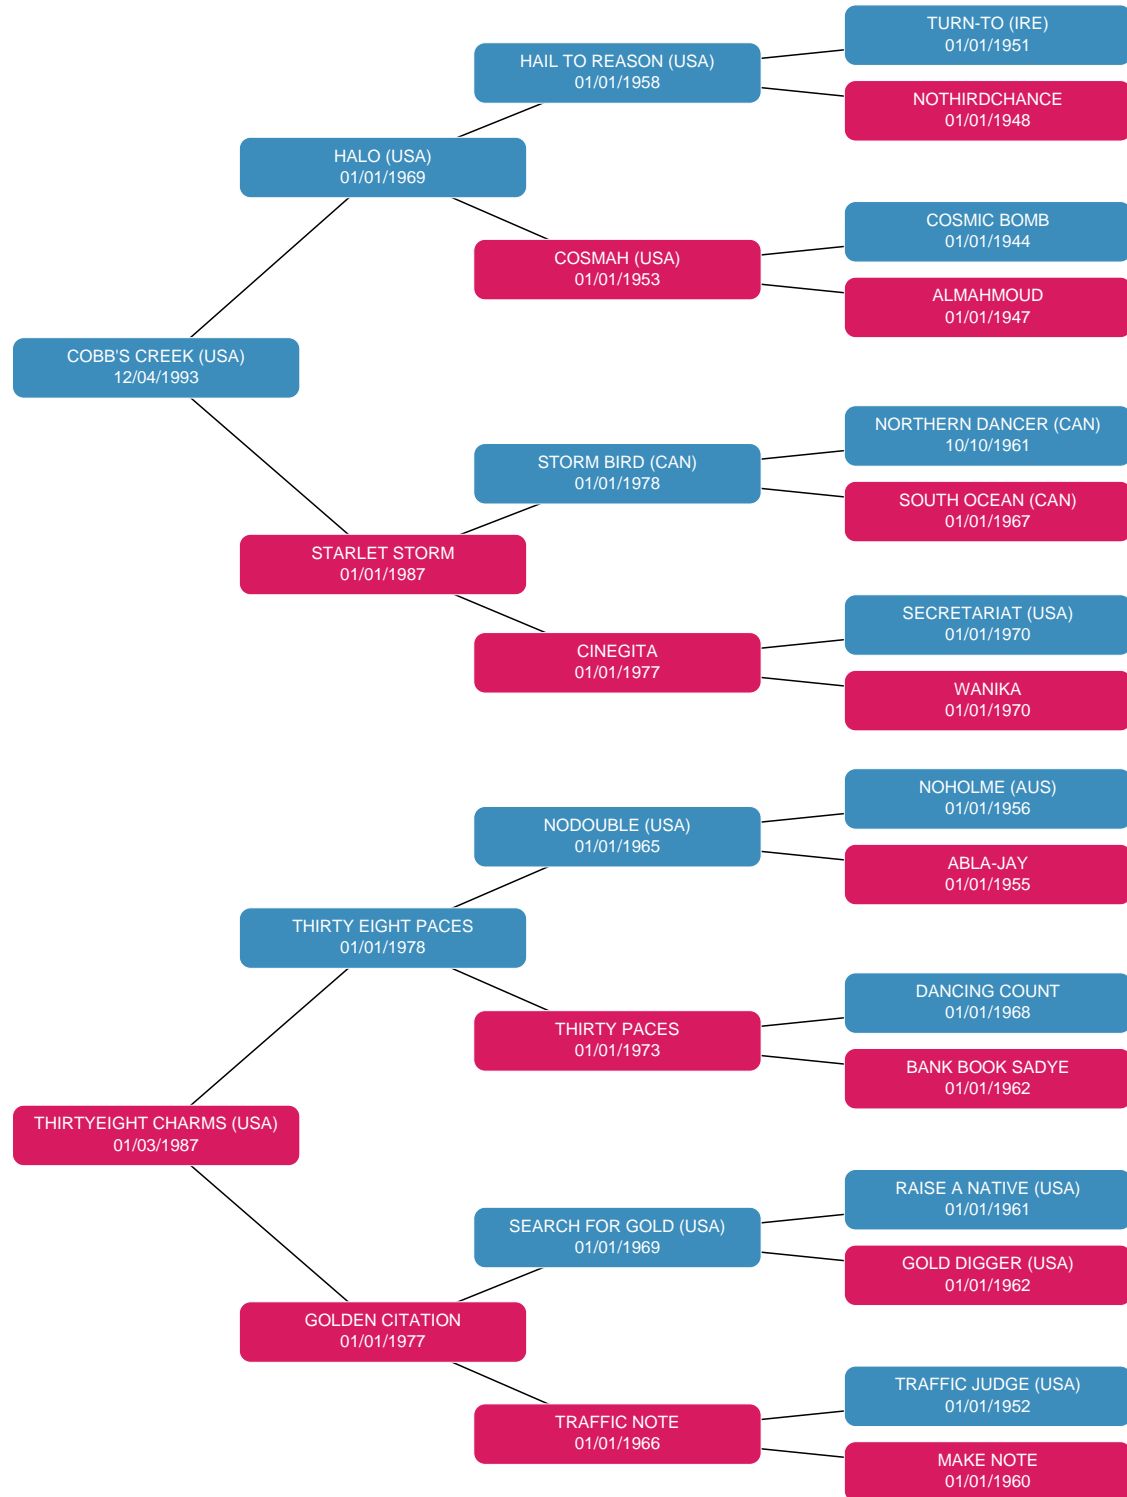 TURN-TO (IRE)
01/01/1951
HAIL TO REASON (USA)
01/01/1958
NOTHIRDCHANCE
01/01/1948
HALO (USA)
01/01/1969
COSMIC BOMB
01/01/1944
COSMAH (USA)
01/01/1953
ALMAHMOUD
01/01/1947
COBB'S CREEK (USA)
12/04/1993
NORTHERN DANCER (CAN)
10/10/1961
STORM BIRD (CAN)
01/01/1978
SOUTH OCEAN (CAN)
01/01/1967
STARLET STORM
01/01/1987
SECRETARIAT (USA)
01/01/1970
CINEGITA
01/01/1977
WANIKA
01/01/1970
NOHOLME (AUS)
01/01/1956
NODOUBLE (USA)
01/01/1965
ABLA-JAY
01/01/1955
THIRTY EIGHT PACES
01/01/1978
DANCING COUNT
01/01/1968
THIRTY PACES
01/01/1973
BANK BOOK SADYE
01/01/1962
THIRTYEIGHT CHARMS (USA)
01/03/1987
RAISE A NATIVE (USA)
01/01/1961
SEARCH FOR GOLD (USA)
01/01/1969
GOLD DIGGER (USA)
01/01/1962
GOLDEN CITATION
01/01/1977
TRAFFIC JUDGE (USA)
01/01/1952
TRAFFIC NOTE
01/01/1966
MAKE NOTE
01/01/1960